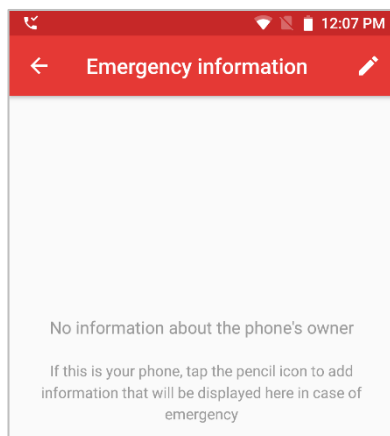 12:07 PM
Emergency information
No information about the phone's owner
If this is your phone, tap the pencil icon to add
information that will be displayed here in case of
emergency